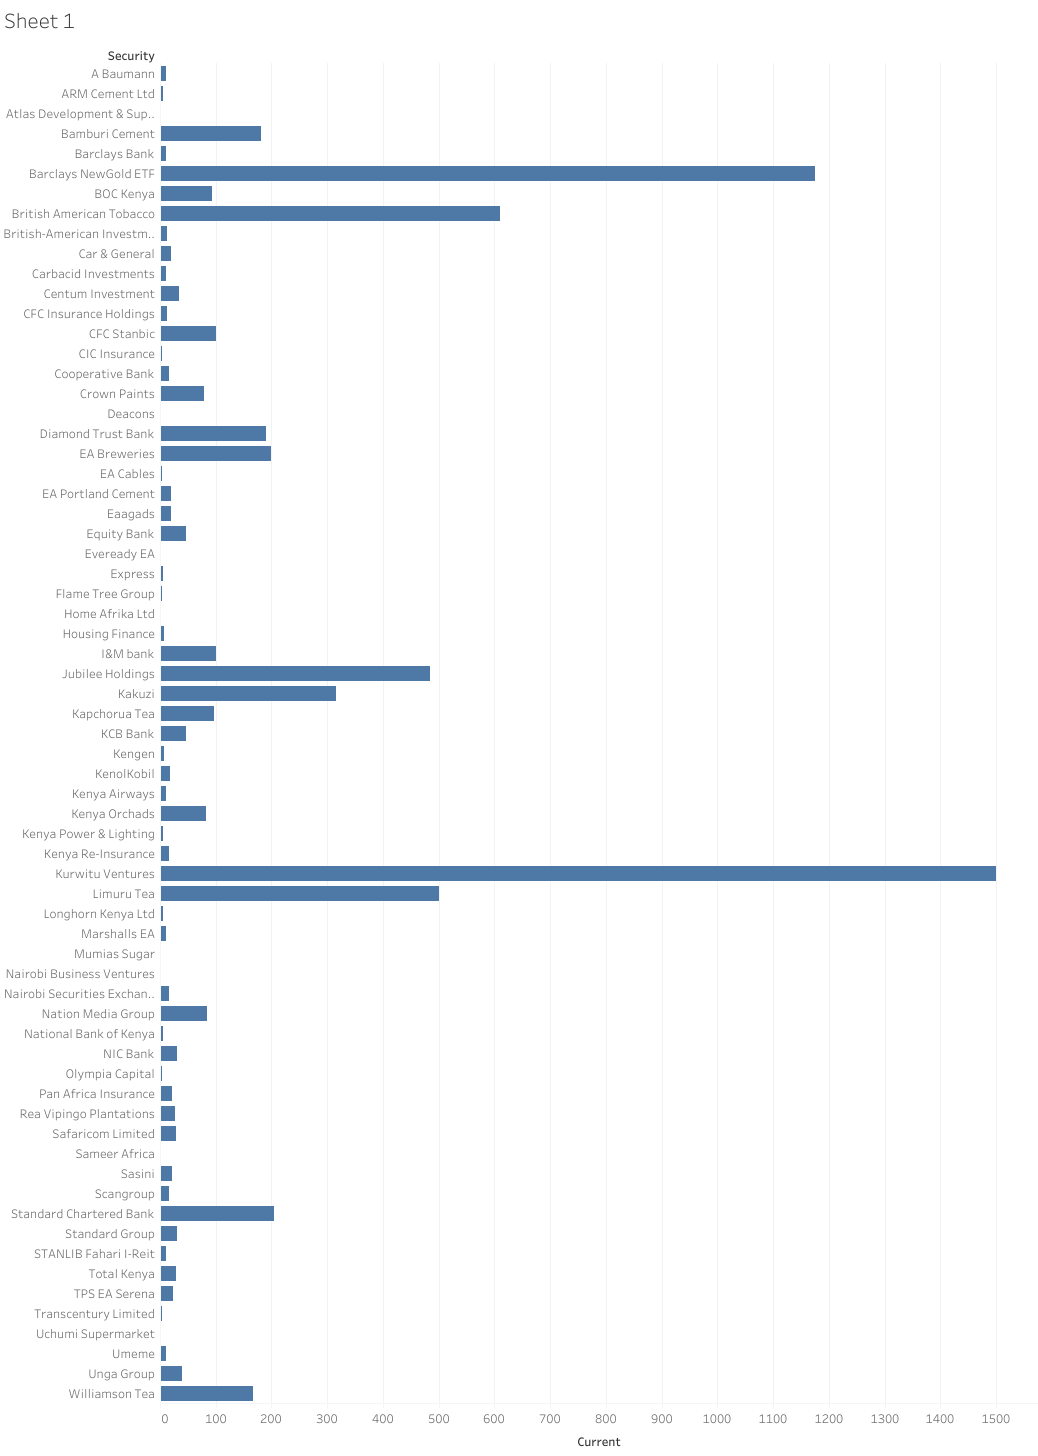 Sheet 1
Security
A Baumann
ARM Cement Ltd
Atlas Development & Sup..
Bamburi Cement
Barclays Bank
Barclays NewGold ETF
BOC Kenya
British American Tobacco
British-American Investm..
Car & General
Carbacid Investments
Centum Investment
CFC Insurance Holdings
CFC Stanbic
CIC Insurance
Cooperative Bank
Crown Paints
Deacons
Diamond Trust Bank
EA Breweries
EA Cables
EA Portland Cement
Eaagads
Equity Bank
Eveready EA
Express
Flame Tree Group
Home Afrika Ltd
Housing Finance
I&M bank
Jubilee Holdings
Kakuzi
Kapchorua Tea
KCB Bank
Kengen
KenolKobil
Kenya Airways
Kenya Orchads
Kenya Power & Lighting
Kenya Re-Insurance
Kurwitu Ventures
Limuru Tea
Longhorn Kenya Ltd
Marshalls EA
Mumias Sugar
Nairobi Business Ventures
Nairobi Securities Exchan..
Nation Media Group
National Bank of Kenya
NIC Bank
Olympia Capital
Pan Africa Insurance
Rea Vipingo Plantations
Safaricom Limited
Sameer Africa
Sasini
Scangroup
Standard Chartered Bank
Standard Group
STANLIB Fahari I-Reit
Total Kenya
TPS EA Serena
Transcentury Limited
Uchumi Supermarket
Umeme
Unga Group
Williamson Tea
0 100 200 300 400 500 600 700 800 900 1000 1100 1200 1300 1400 1500
Current